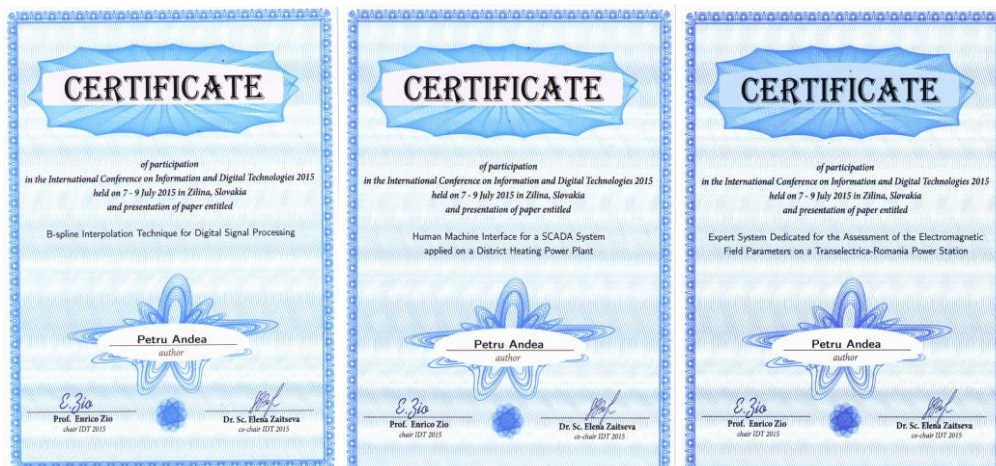 CERTIFICATE
of participation
in the International Conference on Information and Digital Technologies 2015
held on 7 - 9 July 2015 in Zilina, Slovakia
and presentation of paper entitled
B-spline Interpolation Technique for Digital Signal Processing
Petru Andea
author
E. Zio
Prof. Enrico Zio
chair IDT 2015
Dr. Sc. Elena Zaitseva
co-chair IDT 2015
CERTIFICATE
of participation
in the International Conference on Information and Digital Technologies 2015
held on 7 - 9 July 2015 in Zilina, Slovakia
and presentation of paper entitled
Human Machine Interface for a SCADA System
applied on a District Heating Power Plant
Petru Andea
author
E. Zio
Prof. Enrico Zio
chair IDT 2015
Dr. Sc. Elena Zaitseva
co-chair IDT 2015
CERTIFICATE
of participation
in the International Conference on Information and Digital Technologies 2015
held on 7 - 9 July 2015 in Zilina, Slovakia
and presentation of paper entitled
Expert System Dedicated for the Assessment of the Electromagnetic
Field Parameters on a Transelectrica-Romania Power Station
Petru Andea
author
E. Zio
Prof. Enrico Zio
chair IDT 2015
Dr. Sc. Elena Zaitseva
co-chair IDT 2015